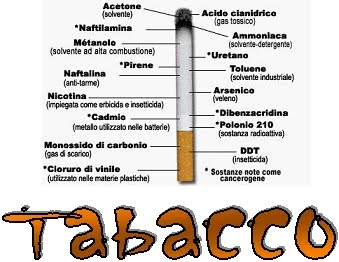 Acetone
(solvente)
*Naftilamina
Métanolo
(solvente ad alta combustione)
*Pirene
Naftalina
(anti-tarme)
Nicotina
(impiegata come erbicida e insetticida)
*Cadmio
(metallo utilizzato nelle batterie)
Monossido di carbonio
(gas di scarico)
*Cloruro di vinile
(utilizzato nelle materie plastiche)
Acido cianidrico
(gas tossico)
Ammoniaca
(solvente-detergente)
*Uretano
Toluene
(solvente industriale)
Arsenico
(veleno)
*Dibenzacridina
*Polonio 210
(sostanza radioattiva)
DDT
(insetticida)
* Sostanze note come
cancerogene
Tabacco